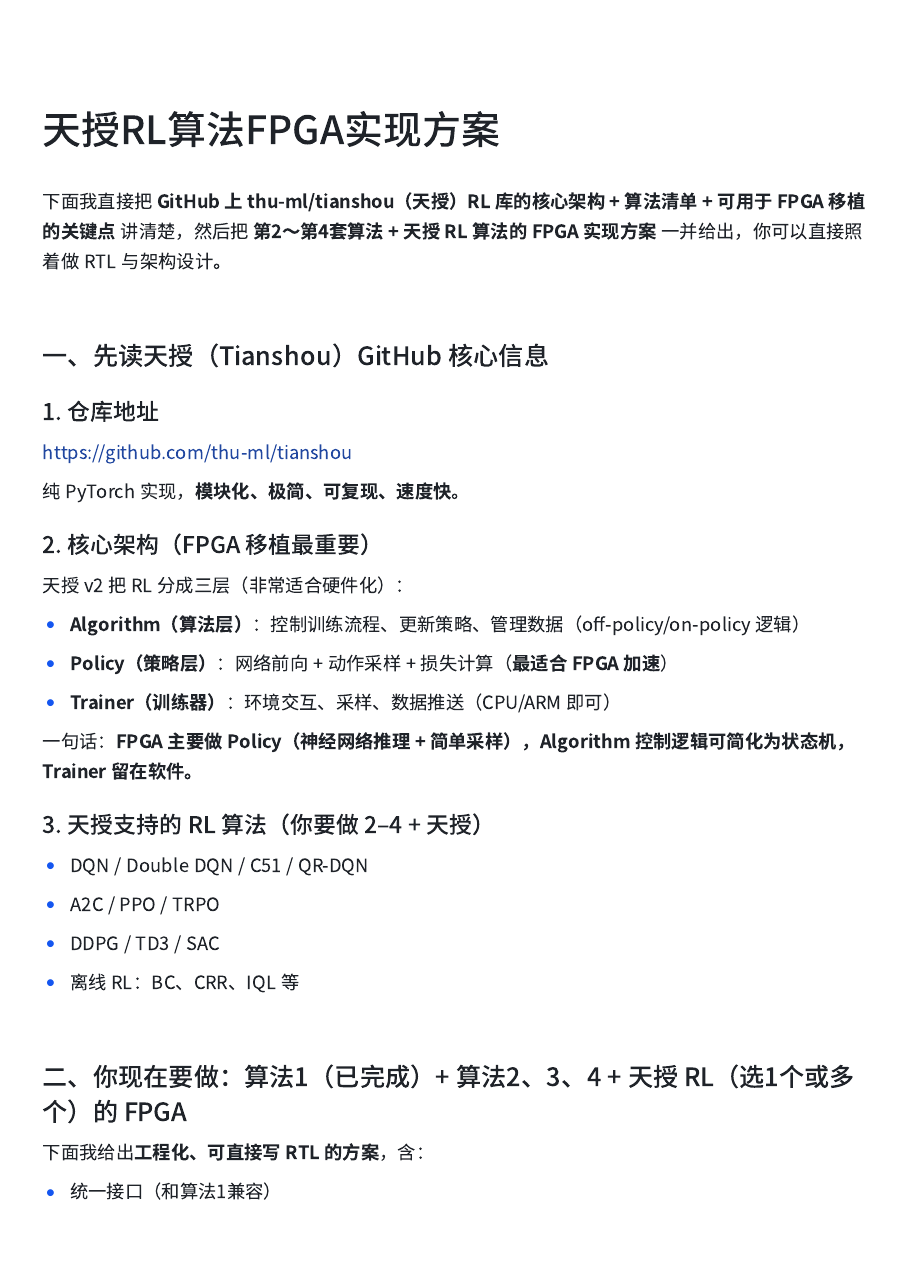 天授RL算法FPGA实现方案
下面我直接把 GitHub 上 thu-ml/tianshou（天授）RL 库的核心架构 + 算法清单 + 可用于 FPGA 移植
的关键点 讲清楚，然后把 第2～第4套算法 + 天授 RL 算法的 FPGA 实现方案 一并给出，你可以直接照
着做 RTL 与架构设计。
一、先读天授（Tianshou）GitHub 核心信息
1. 仓库地址
https://github.com/thu-ml/tianshou
纯 PyTorch 实现，模块化、极简、可复现、速度快。
2. 核心架构（FPGA 移植最重要）
天授 v2 把 RL 分成三层（非常适合硬件化）：
• Algorithm（算法层）：控制训练流程、更新策略、管理数据（off-policy/on-policy 逻辑）
• Policy（策略层）：网络前向 + 动作采样 + 损失计算（最适合 FPGA 加速）
• Trainer（训练器）：环境交互、采样、数据推送（CPU/ARM 即可）
一句话：FPGA 主要做 Policy（神经网络推理 + 简单采样），Algorithm 控制逻辑可简化为状态机，
Trainer 留在软件。
3. 天授支持的 RL 算法（你要做 2–4 + 天授）
• DQN / Double DQN / C51 / QR-DQN
• A2C / PPO / TRPO
• DDPG / TD3 / SAC
• 离线 RL：BC、CRR、IQL 等
二、你现在要做：算法1（已完成）+ 算法2、3、4 + 天授 RL（选1个或多
个）的 FPGA
下面我给出工程化、可直接写 RTL 的方案，含：
• 统一接口（和算法1兼容）